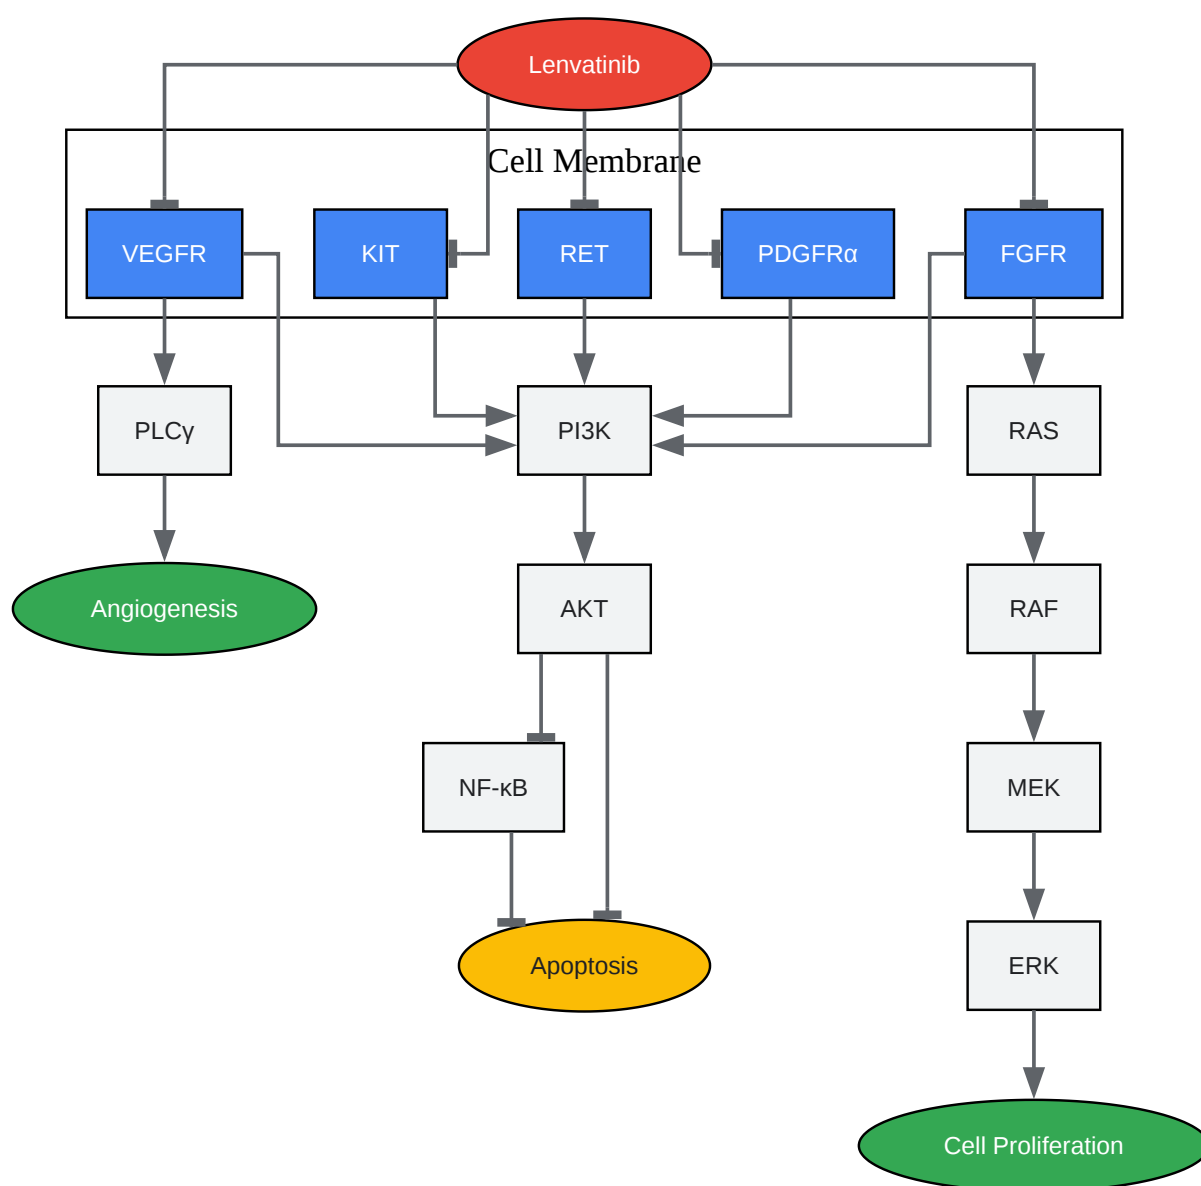 Lenvatinib
Cell Membrane
VEGFR
KIT
RET
PDGFRα
FGFR
PLCγ
PI3K
RAS
Angiogenesis
AKT
RAF
NF-κB
MEK
Apoptosis
ERK
Cell Proliferation